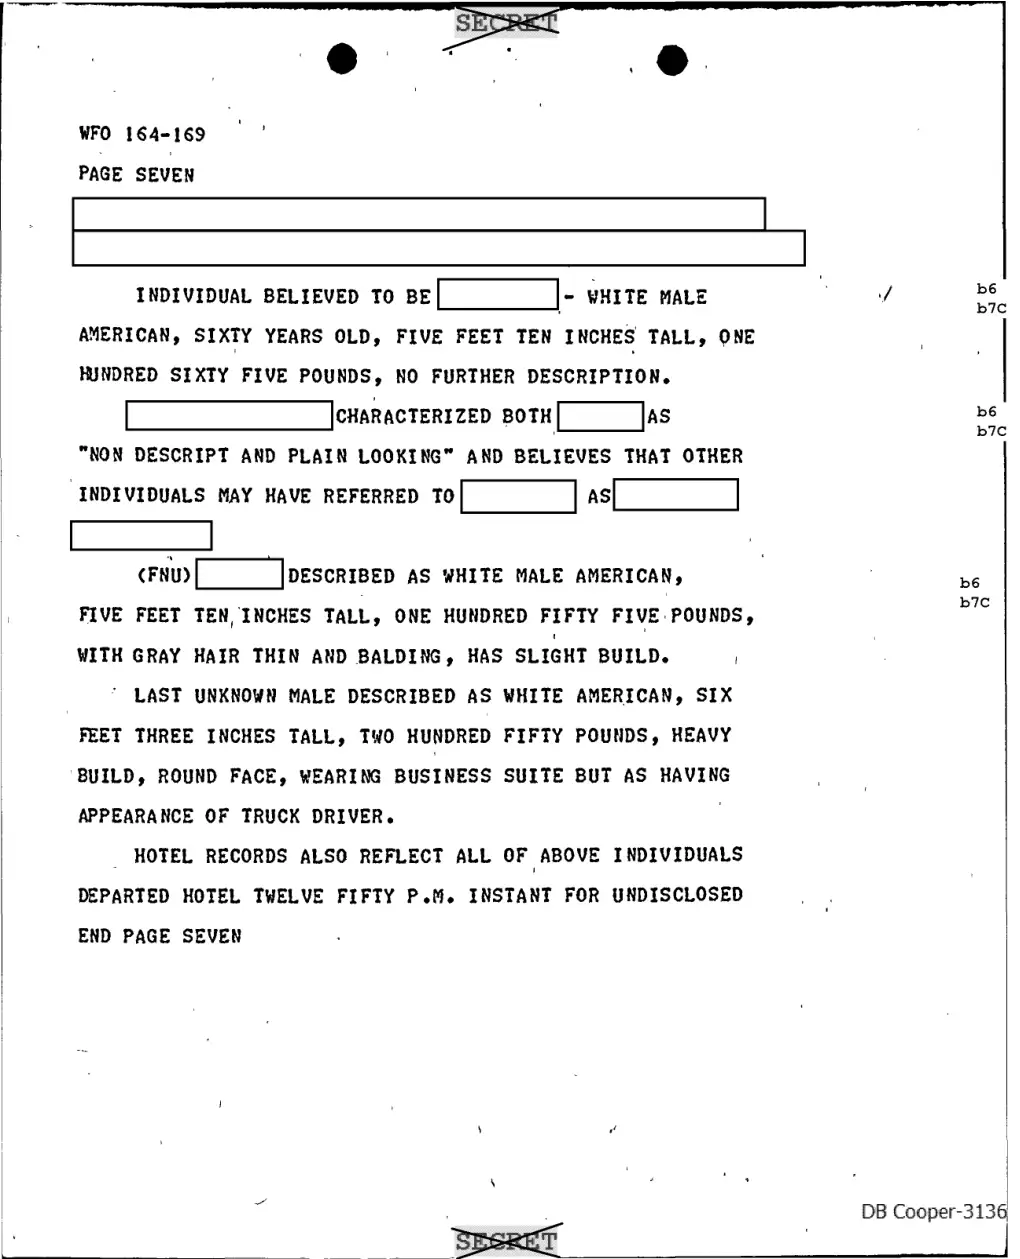 SECRET
WFO 164-169
PAGE SEVEN
INDIVIDUAL BELIEVED TO BE - WHITE MALE
b6
b7C
AMERICAN, SIXTY YEARS OLD, FIVE FEET TEN INCHES TALL, ONE
HUNDRED SIXTY FIVE POUNDS, NO FURTHER DESCRIPTION.
CHARACTERIZED BOTH AS
b6
b7C
"NON DESCRIPT AND PLAIN LOOKING" AND BELIEVES THAT OTHER
INDIVIDUALS MAY HAVE REFERRED TO AS
(FNU) DESCRIBED AS WHITE MALE AMERICAN,
b6
b7C
FIVE FEET TEN INCHES TALL, ONE HUNDRED FIFTY FIVE POUNDS,
WITH GRAY HAIR THIN AND BALDING, HAS SLIGHT BUILD.
LAST UNKNOWN MALE DESCRIBED AS WHITE AMERICAN, SIX
FEET THREE INCHES TALL, TWO HUNDRED FIFTY POUNDS, HEAVY
BUILD, ROUND FACE, WEARING BUSINESS SUITE BUT AS HAVING
APPEARANCE OF TRUCK DRIVER.
HOTEL RECORDS ALSO REFLECT ALL OF ABOVE INDIVIDUALS
DEPARTED HOTEL TWELVE FIFTY P.M. INSTANT FOR UNDISCLOSED
END PAGE SEVEN
DB Cooper-3136
SECRET